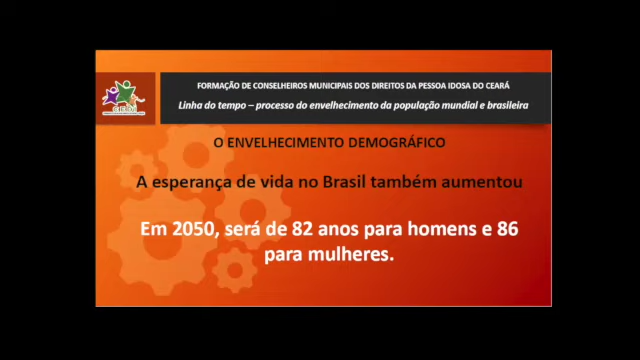 FORMAÇÃO DE CONSELHEIROS MUNICIPAIS DOS DIREITOS DA PESSOA IDOSA DO CEARÁ
Linha do tempo – processo do envelhecimento da população mundial e brasileira
O ENVELHECIMENTO DEMOGRÁFICO
A esperança de vida no Brasil também aumentou
Em 2050, será de 82 anos para homens e 86
para mulheres.